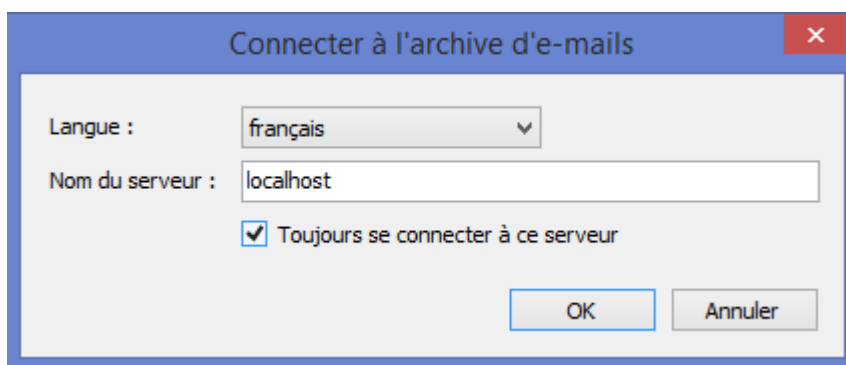 Connecter à l'archive d'e-mails
Langue : français
Nom du serveur : localhost
Toujours se connecter à ce serveur
OK Annuler